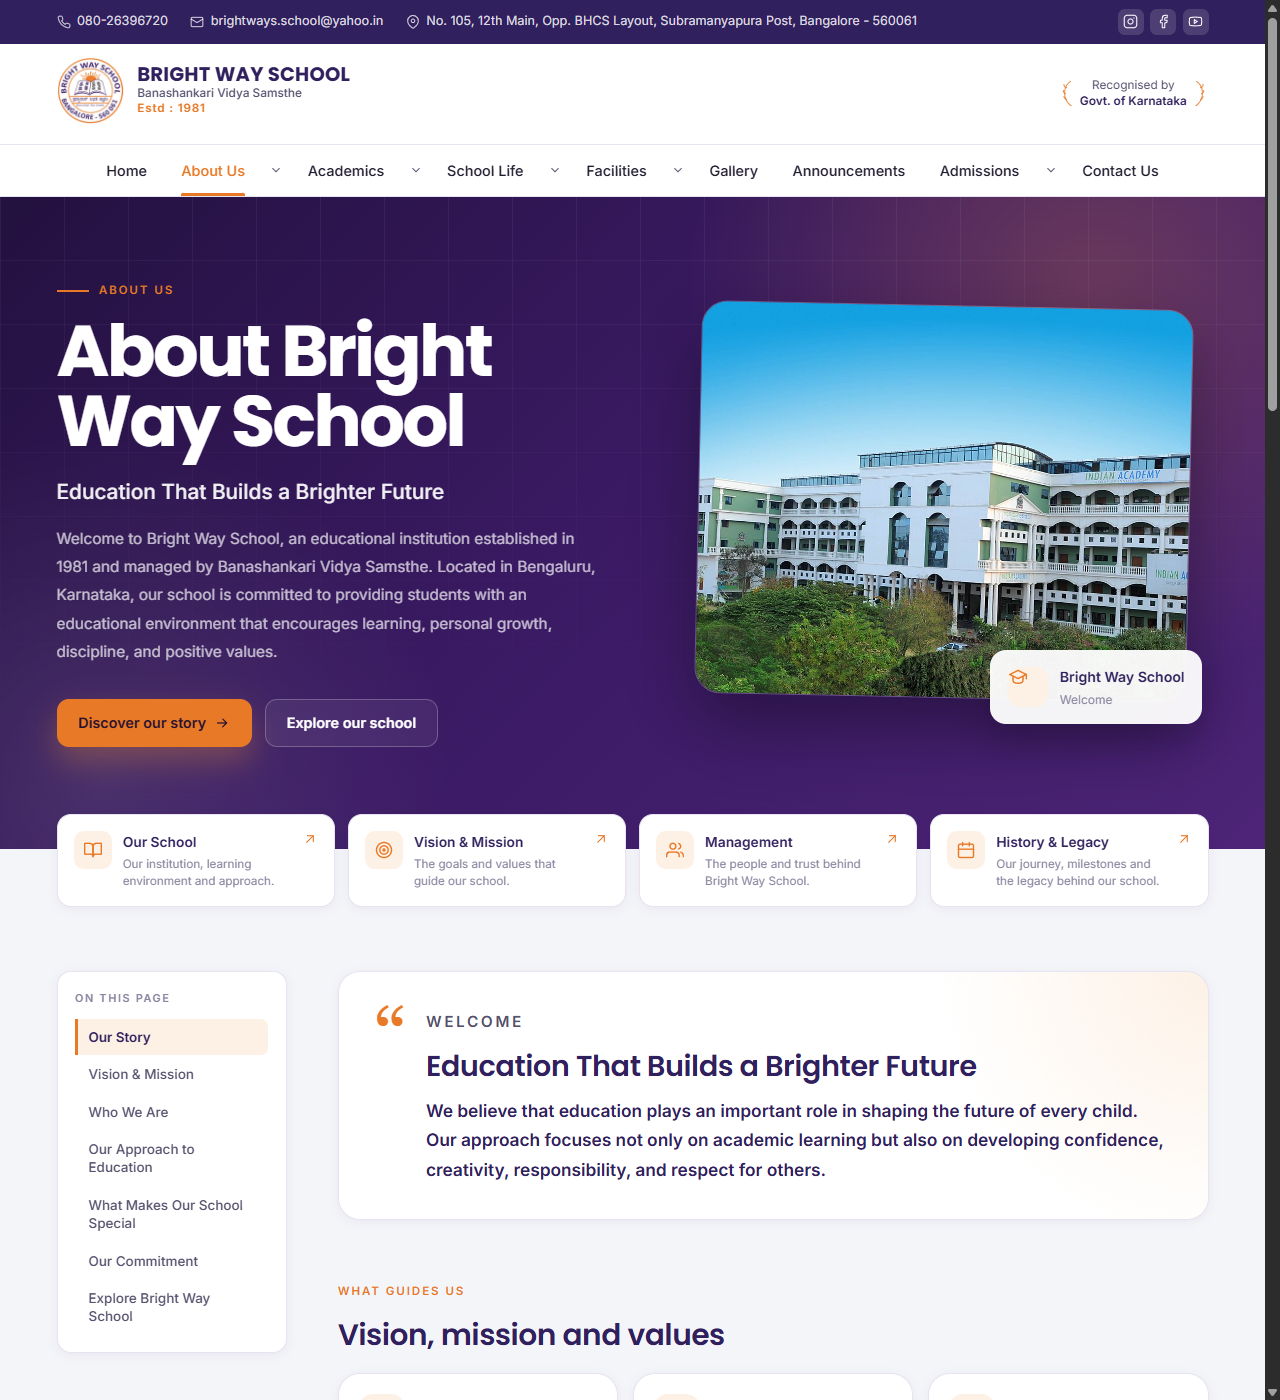 080-26396720
brightways.school@yahoo.in
No. 105, 12th Main, Opp. BHCS Layout, Subramanyapura Post, Bangalore - 560061
BRIGHT WAY SCHOOL
BANGALORE - 560 061
BRIGHT WAY SCHOOL
Banashankari Vidya Samsthe
Estd : 1981
Recognised by
Govt. of Karnataka
Home
About Us
Academics
School Life
Facilities
Gallery
Announcements
Admissions
Contact Us
ABOUT US
About Bright
Way School
Education That Builds a Brighter Future
Welcome to Bright Way School, an educational institution established in
1981 and managed by Banashankari Vidya Samsthe. Located in Bengaluru,
Karnataka, our school is committed to providing students with an
educational environment that encourages learning, personal growth,
discipline, and positive values.
Discover our story
Explore our school
INDIAN ACADEMY
INDIAN AC
Bright Way School
Welcome
Our School
Our institution, learning
environment and approach.
Vision & Mission
The goals and values that
guide our school.
Management
The people and trust behind
Bright Way School.
History & Legacy
Our journey, milestones and
the legacy behind our school.
ON THIS PAGE
Our Story
Vision & Mission
Who We Are
Our Approach to
Education
What Makes Our School
Special
Our Commitment
Explore Bright Way
School
“
WELCOME
Education That Builds a Brighter Future
We believe that education plays an important role in shaping the future of every child.
Our approach focuses not only on academic learning but also on developing confidence,
creativity, responsibility, and respect for others.
WHAT GUIDES US
Vision, mission and values